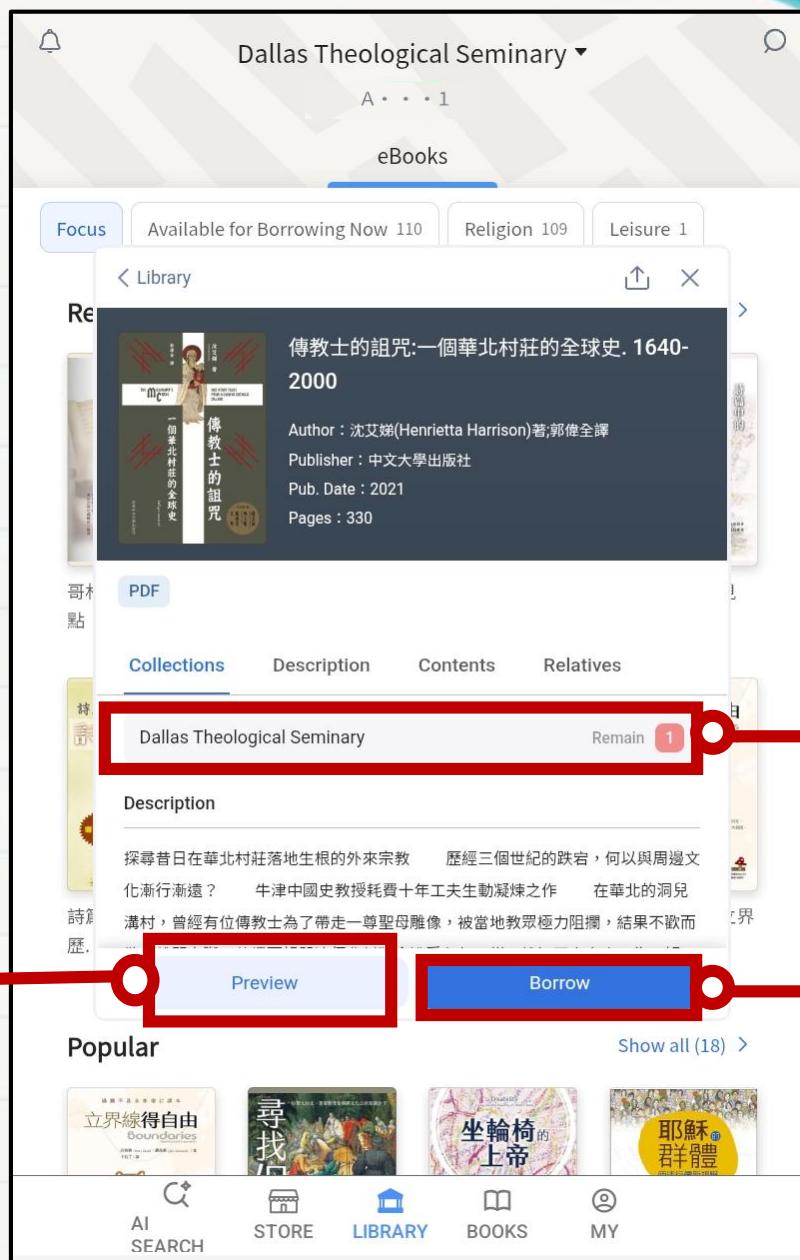 Dallas Theological Seminary
A・・・1
eBooks
Focus
Available for Borrowing Now 110
Religion 109
Leisure 1
Library
Re
傳教士的詛咒:一個華北村莊的全球史. 1640-
2000
Author：沈艾娣(Henrietta Harrison)著;郭偉全譯
Publisher：中文大學出版社
Pub. Date：2021
Pages：330
傳教士的詛咒
一個華北村莊的全球史
點
PDF
Collections
Description
Contents
Relatives
Dallas Theological Seminary
Remain 1
Description
探尋昔日在華北村莊落地生根的外來宗教　　歷經三個世紀的跌宕，何以與周邊文
化漸行漸遠？　　牛津中國史教授耗費十年工夫生動凝煉之作　　在華北的洞兒
溝村，曾經有位傳教士為了帶走一尊聖母雕像，被當地教眾極力阻攔，結果不歡而
歷.
界
Preview
Borrow
Popular
Show all (18)
立界線得自由
Boundaries
尋找
坐輪椅的
上帝
耶穌的
群體
AI
SEARCH
STORE
LIBRARY
BOOKS
MY